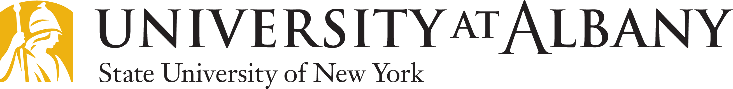 UNIVERSITY AT ALBANY
State University of New York